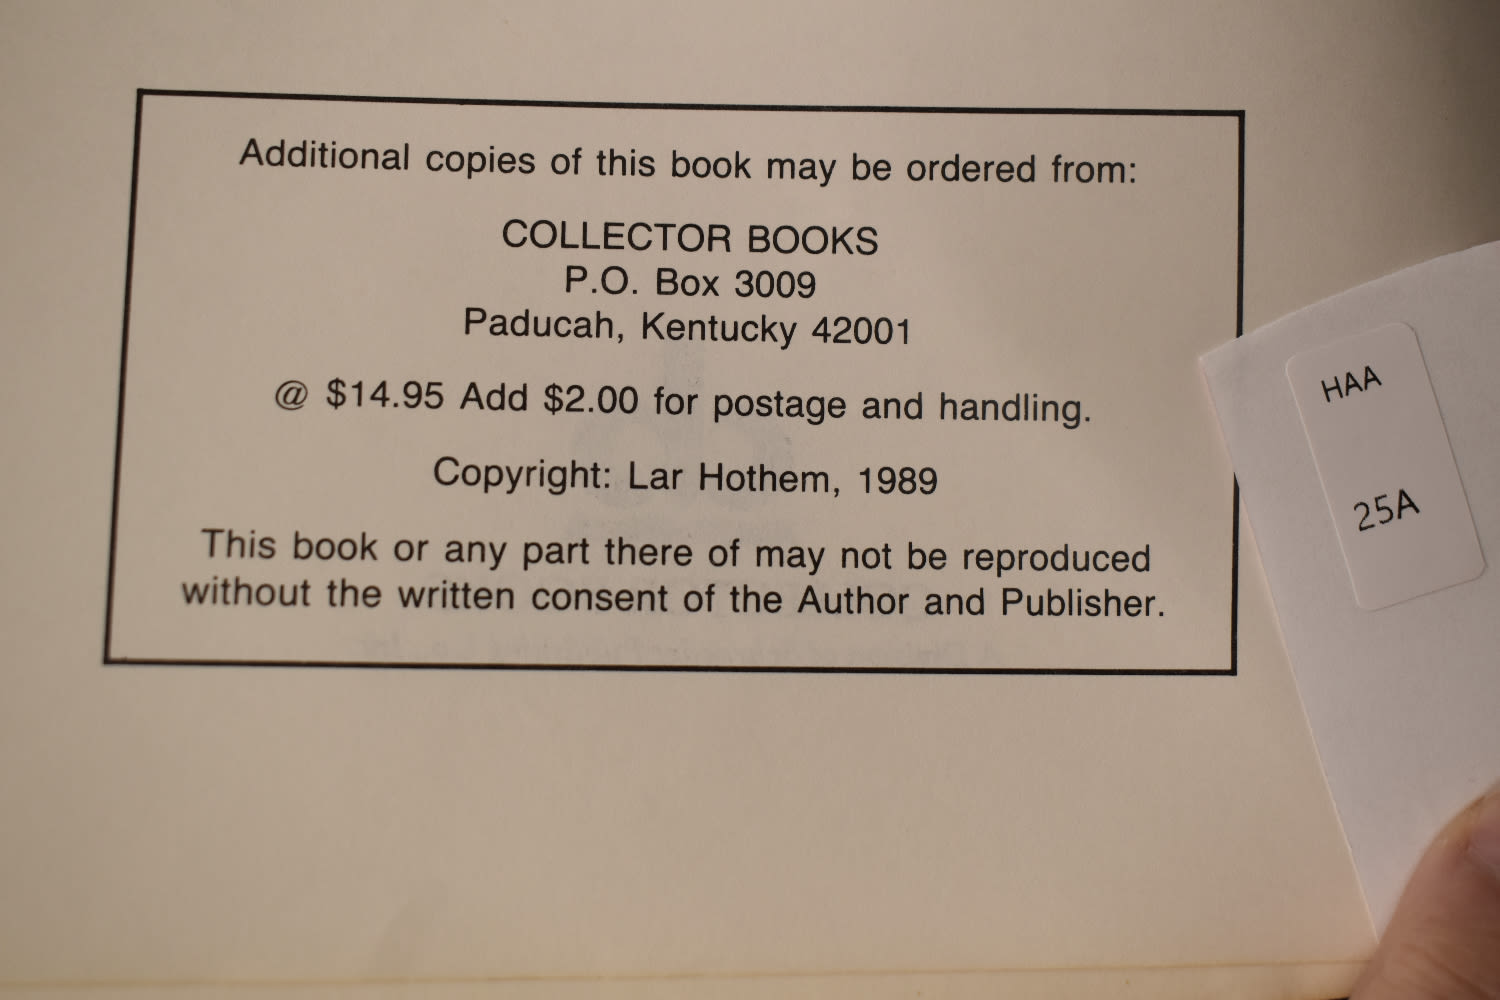 Additional copies of this book may be ordered from:
COLLECTOR BOOKS
P.O. Box 3009
Paducah, Kentucky 42001
@ $14.95 Add $2.00 for postage and handling.
Copyright: Lar Hothem, 1989
This book or any part there of may not be reproduced
without the written consent of the Author and Publisher.
HAA
25A